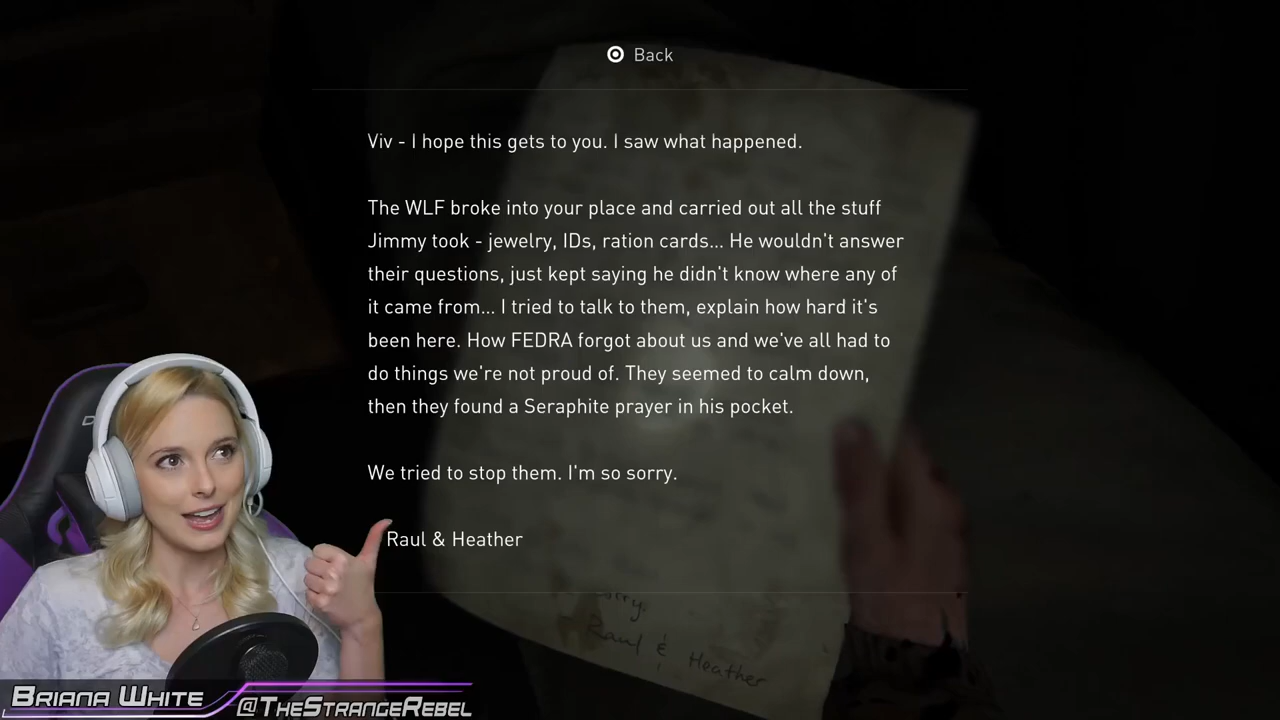 Back
Viv - I hope this gets to you. I saw what happened.
The WLF broke into your place and carried out all the stuff
Jimmy took - jewelry, IDs, ration cards... He wouldn't answer
their questions, just kept saying he didn't know where any of
it came from... I tried to talk to them, explain how hard it's
been here. How FEDRA forgot about us and we've all had to
do things we're not proud of. They seemed to calm down,
then they found a Seraphite prayer in his pocket.
We tried to stop them. I'm so sorry.
Raul & Heather
- Raul & Heather
BRIANA WHITE
@THESTRANGEREBEL